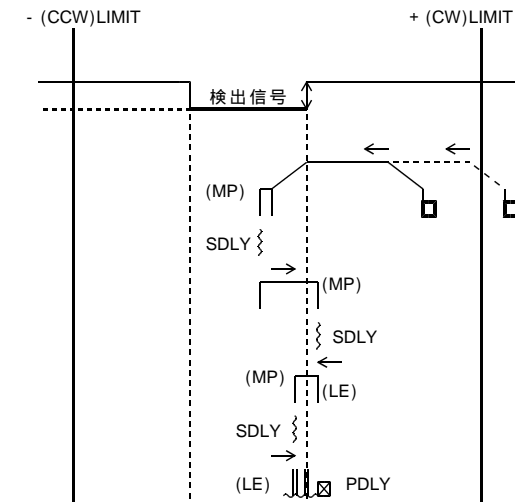 - (CCW)LIMIT
+ (CW)LIMIT
検出信号
(MP)
SDLY
(MP)
SDLY
(MP)
(LE)
SDLY
(LE)
PDLY